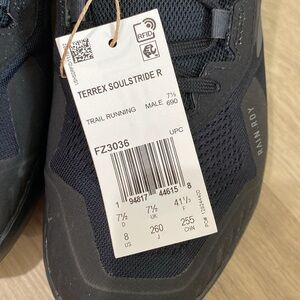 RFID
TERREX SOULSTRIDE R
TRAIL RUNNING MALE 7½ 690
FZ3036 UPC
1 94817 44615 8
7½ 7½ 41⅓
D UK F
8 260 255
US J CHN
RAIN.RDY